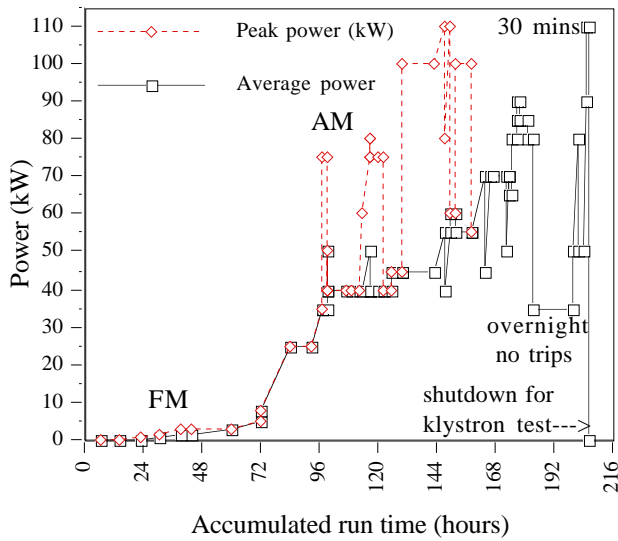 110
100
90
80
70
60
50
40
30
20
10
0
Power (kW)
Peak power (kW)
Average power
30 mins
AM
FM
overnight
no trips
shutdown for
klystron test--->
0
24
48
72
96
120
144
168
192
216
Accumulated run time (hours)